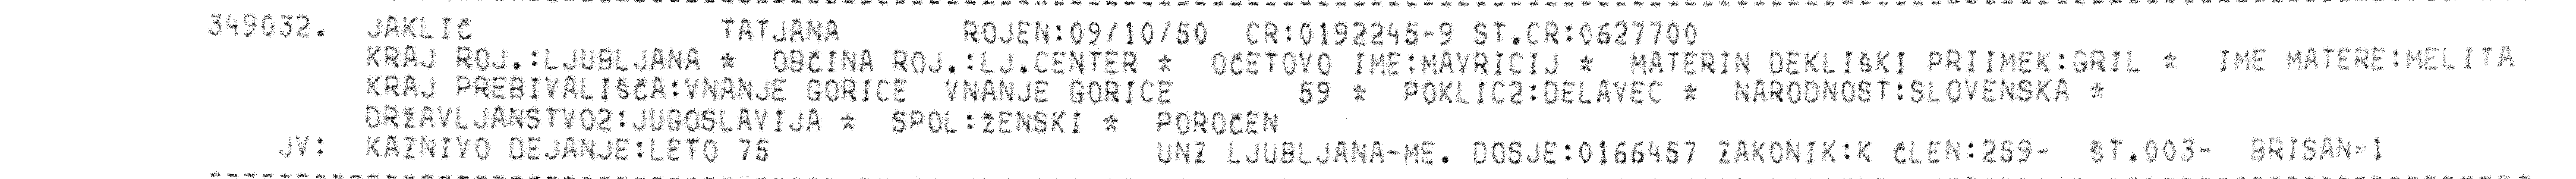 349032. JAKLIČ TATJANA ROJEN:09/10/50 CR:0192245-9 ST.CR:0627700
KRAJ ROJ.:LJUBLJANA * OBČINA ROJ.:LJ.CENTER * OČETOVO IME:MAVRICIJ * MATERIN DEKLIŠKI PRIIMEK:GRIL * IME MATERE:MELITA
KRAJ PREBIVALIŠČA:VNANJE GORICE VNANJE GORICE 59 * POKLIC2:DELAVEC * NARODNOST:SLOVENSKA *
DRŽAVLJANSTVO2:JUGOSLAVIJA * SPOL:ŽENSKI * POROČEN
JV: KAZNIVO DEJANJE:LETO 75 UNZ LJUBLJANA-ME. DOSJE:0166457 ZAKONIK:K ČLEN:259- ŠT.003- BRISAN-1